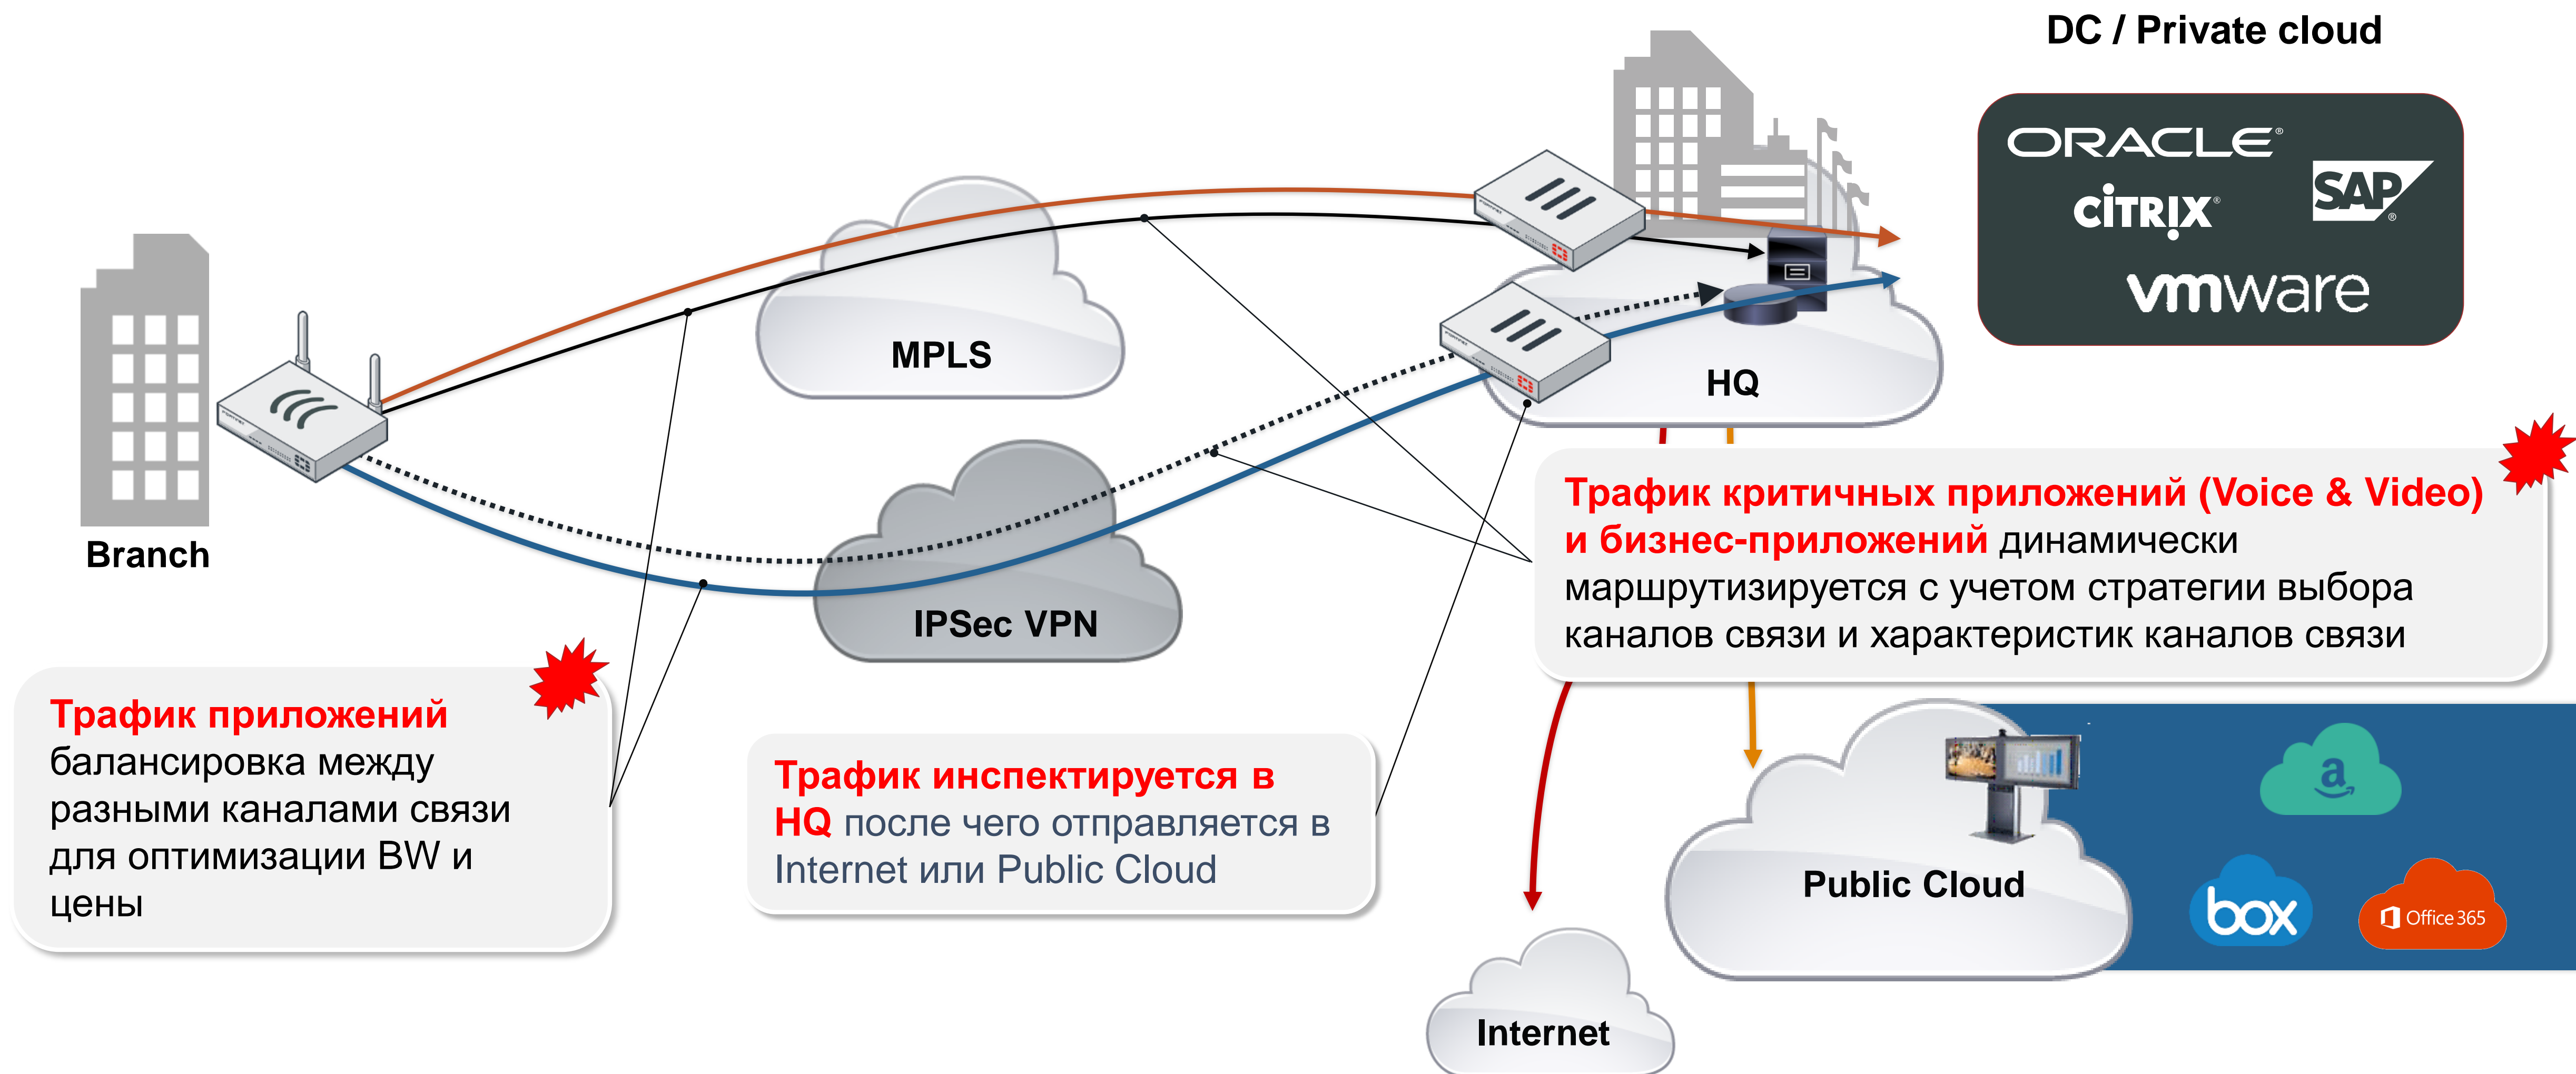 DC / Private cloud
ORACLE®
CİTRIX®
SAP
®
vmware
MPLS
HQ
Branch
IPSec VPN
Трафик критичных приложений (Voice & Video)
и бизнес-приложений динамически
маршрутизируется с учетом стратегии выбора
каналов связи и характеристик каналов связи
Трафик приложений
балансировка между
разными каналами связи
для оптимизации BW и
цены
Трафик инспектируется в
HQ после чего отправляется в
Internet или Public Cloud
Public Cloud
a
box
Office 365
Internet